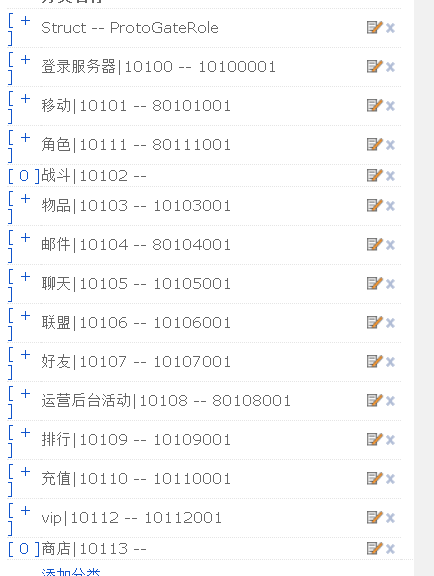 [ + ] Struct -- ProtoGateRole
[ + ] 登录服务器|10100 -- 10100001
[ + ] 移动|10101 -- 80101001
[ + ] 角色|10111 -- 80111001
[ 0 ]战斗|10102 --
[ + ] 物品|10103 -- 10103001
[ + ] 邮件|10104 -- 80104001
[ + ] 聊天|10105 -- 10105001
[ + ] 联盟|10106 -- 10106001
[ + ] 好友|10107 -- 10107001
[ + ] 运营后台活动|10108 -- 80108001
[ + ] 排行|10109 -- 10109001
[ + ] 充值|10110 -- 10110001
[ + ] vip|10112 -- 10112001
[ 0 ]商店|10113 --
添加分类